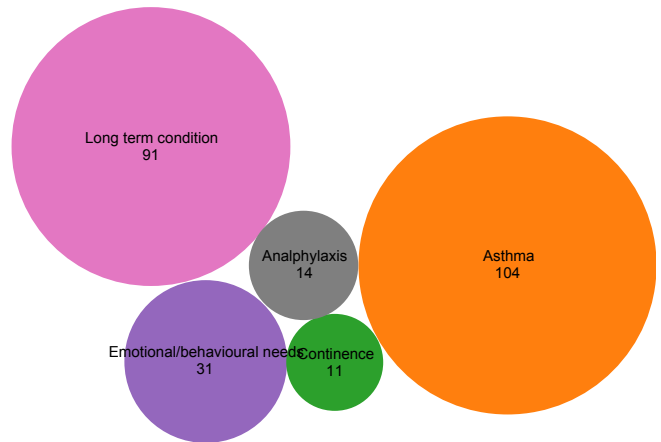 Long term condition
91
Analphylaxis
14
Asthma
104
Emotional/behavioural needs
31
Continence
11